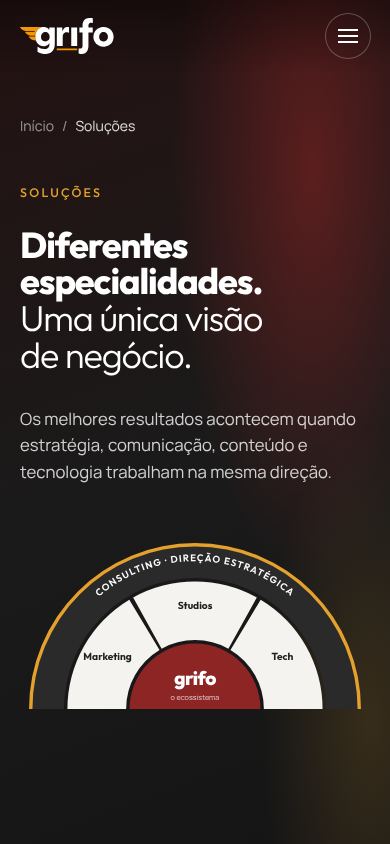 grifo
Início / Soluções
SOLUÇÕES
Diferentes
especialidades.
Uma única visão
de negócio.
Os melhores resultados acontecem quando
estratégia, comunicação, conteúdo e
tecnologia trabalham na mesma direção.
CONSULTING · DIREÇÃO ESTRATÉGICA
Studios
Marketing
Tech
grifo
o ecossistema